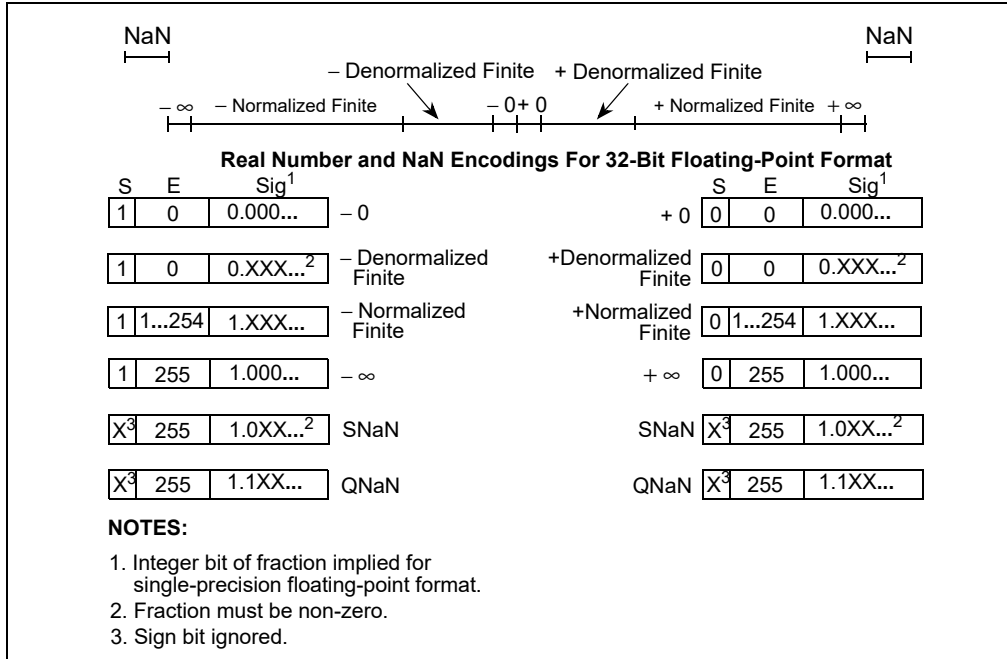 NaN NaN
− Denormalized Finite + Denormalized Finite
− ∞ − Normalized Finite − 0 + 0 + Normalized Finite + ∞
Real Number and NaN Encodings For 32-Bit Floating-Point Format
S E Sig¹ S E Sig¹
1 0 0.000... − 0 + 0 0 0 0.000...
1 0 0.XXX...² − Denormalized Finite +Denormalized Finite 0 0 0.XXX...²
1 1...254 1.XXX... − Normalized Finite +Normalized Finite 0 1...254 1.XXX...
1 255 1.000... − ∞ + ∞ 0 255 1.000...
X³ 255 1.0XX...² SNaN SNaN X³ 255 1.0XX...²
X³ 255 1.1XX... QNaN QNaN X³ 255 1.1XX...
NOTES:
1. Integer bit of fraction implied for
single-precision floating-point format.
2. Fraction must be non-zero.
3. Sign bit ignored.